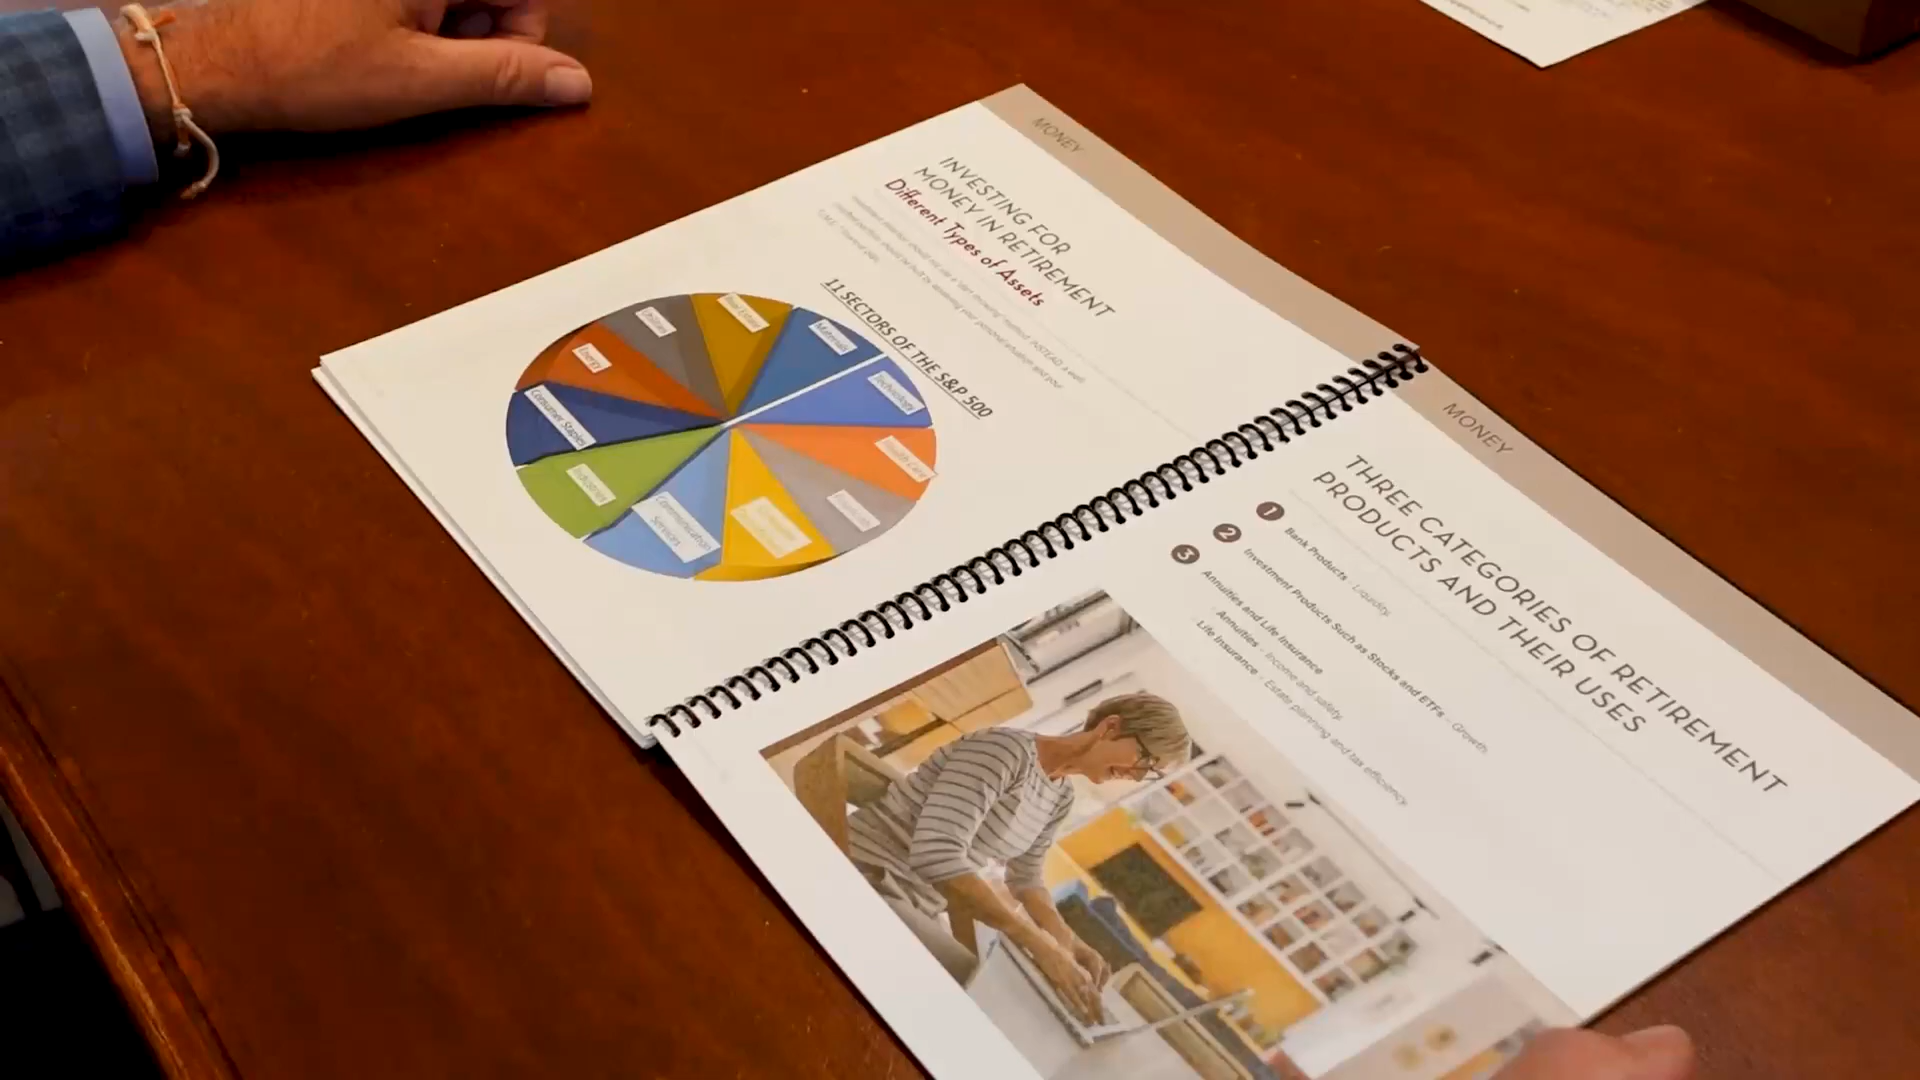 MONEY
INVESTING FOR
MONEY IN RETIREMENT
Different Types of Assets
11 SECTORS OF THE S&P 500
Real Estate
Materials
Utilities
Technology
Energy
Consumer Staples
Health Care
Industries
Financials
Communication
Services
MONEY
THREE CATEGORIES OF RETIREMENT
PRODUCTS AND THEIR USES
1 Bank Products - Liquidity.
2 Investment Products Such as Stocks and ETFs - Growth.
3 Annuities and Life Insurance
- Annuities - Income and safety.
- Life Insurance - Estate planning and tax efficiency.